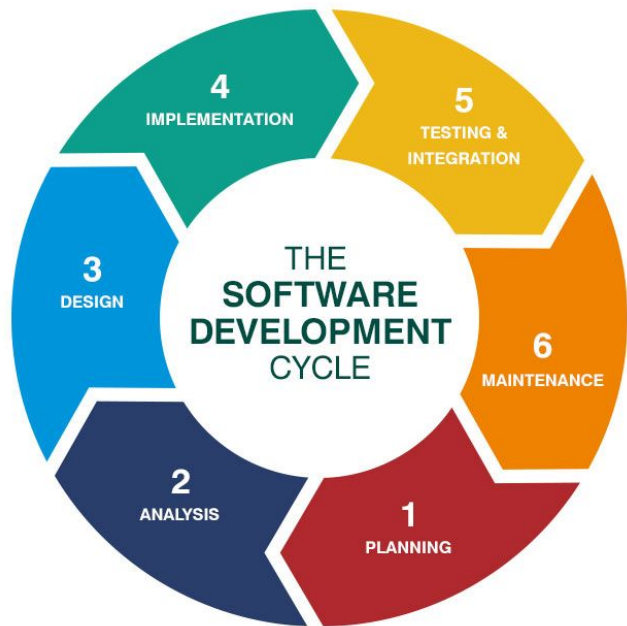 THE
SOFTWARE
DEVELOPMENT
CYCLE
1
PLANNING
2
ANALYSIS
3
DESIGN
4
IMPLEMENTATION
5
TESTING &
INTEGRATION
6
MAINTENANCE